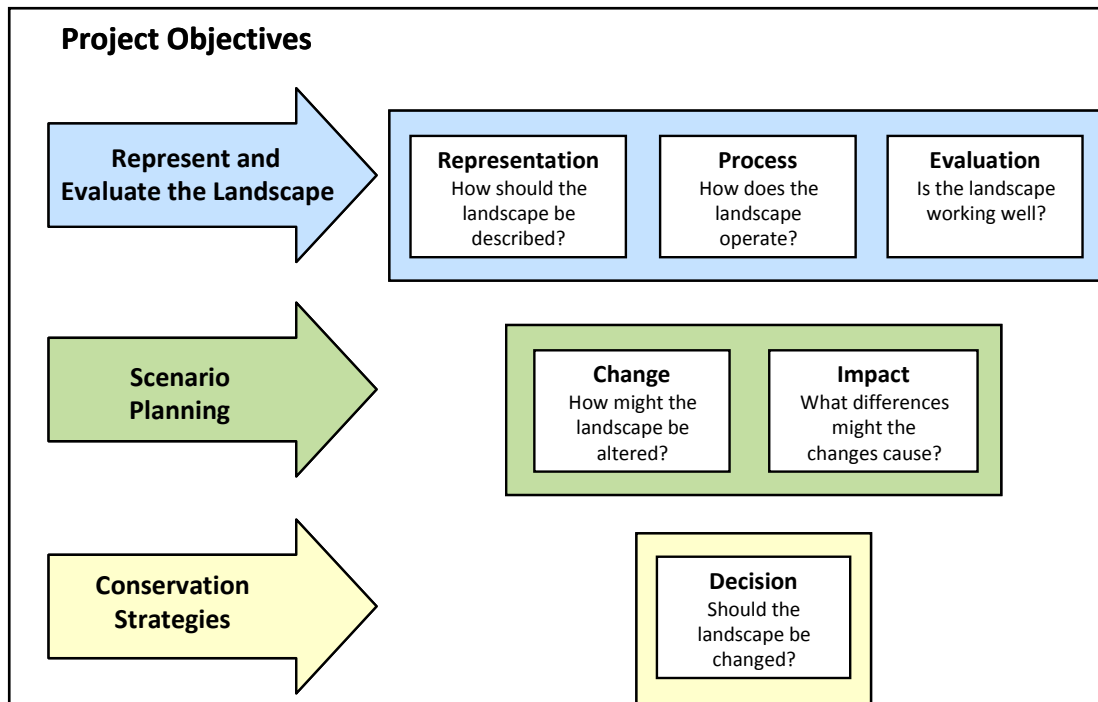 Project Objectives
Represent and
Evaluate the Landscape
Representation
How should the
landscape be
described?
Process
How does the
landscape
operate?
Evaluation
Is the landscape
working well?
Scenario
Planning
Change
How might the
landscape be
altered?
Impact
What differences
might the
changes cause?
Conservation
Strategies
Decision
Should the
landscape be
changed?